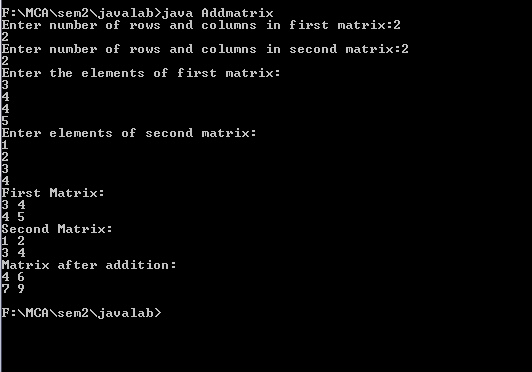 F:\MCA\sem2\javalab>java Addmatrix
Enter number of rows and columns in first matrix:2
2
Enter number of rows and columns in second matrix:2
2
Enter the elements of first matrix:
3
4
4
5
Enter elements of second matrix:
1
2
3
4
First Matrix:
3 4
4 5
Second Matrix:
1 2
3 4
Matrix after addition:
4 6
7 9
F:\MCA\sem2\javalab>